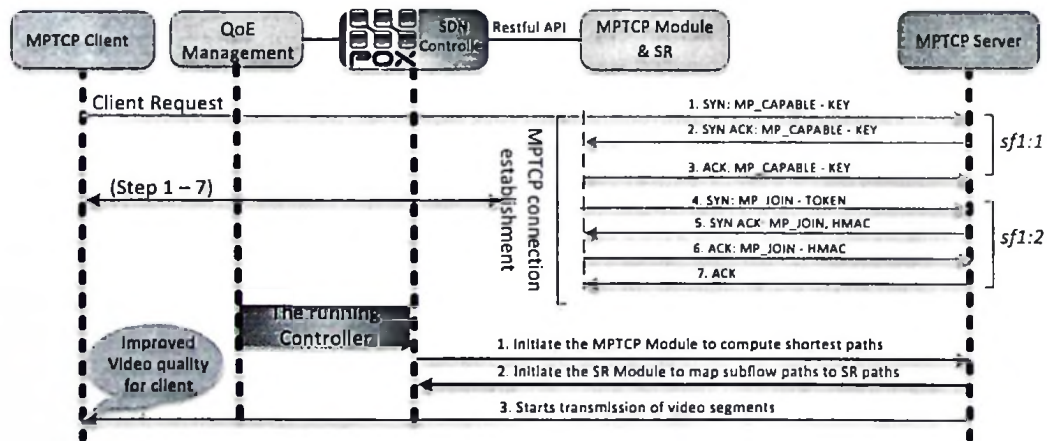 MPTCP Client
QoE
Management
POX
SDN
Controlle
Restful API
MPTCP Module
& SR
MPTCP Server
Client Request
1. SYN: MP_CAPABLE - KEY
2. SYN ACK: MP_CAPABLE - KEY
3. ACK. MP_CAPABLE - KEY
sf1:1
(Step 1 – 7)
MPTCP connection
establishment
4. SYN: MP_JOIN - TOKEN
5. SYN ACK: MP_JOIN, HMAC
6. ACK: MP_JOIN - HMAC
7. ACK
sf1:2
The running
Controller
Improved
Video quality
for client
1. Initiate the MPTCP Module to compute shortest paths
2. Initiate the SR Module to map subflow paths to SR paths
3. Starts transmission of video segments